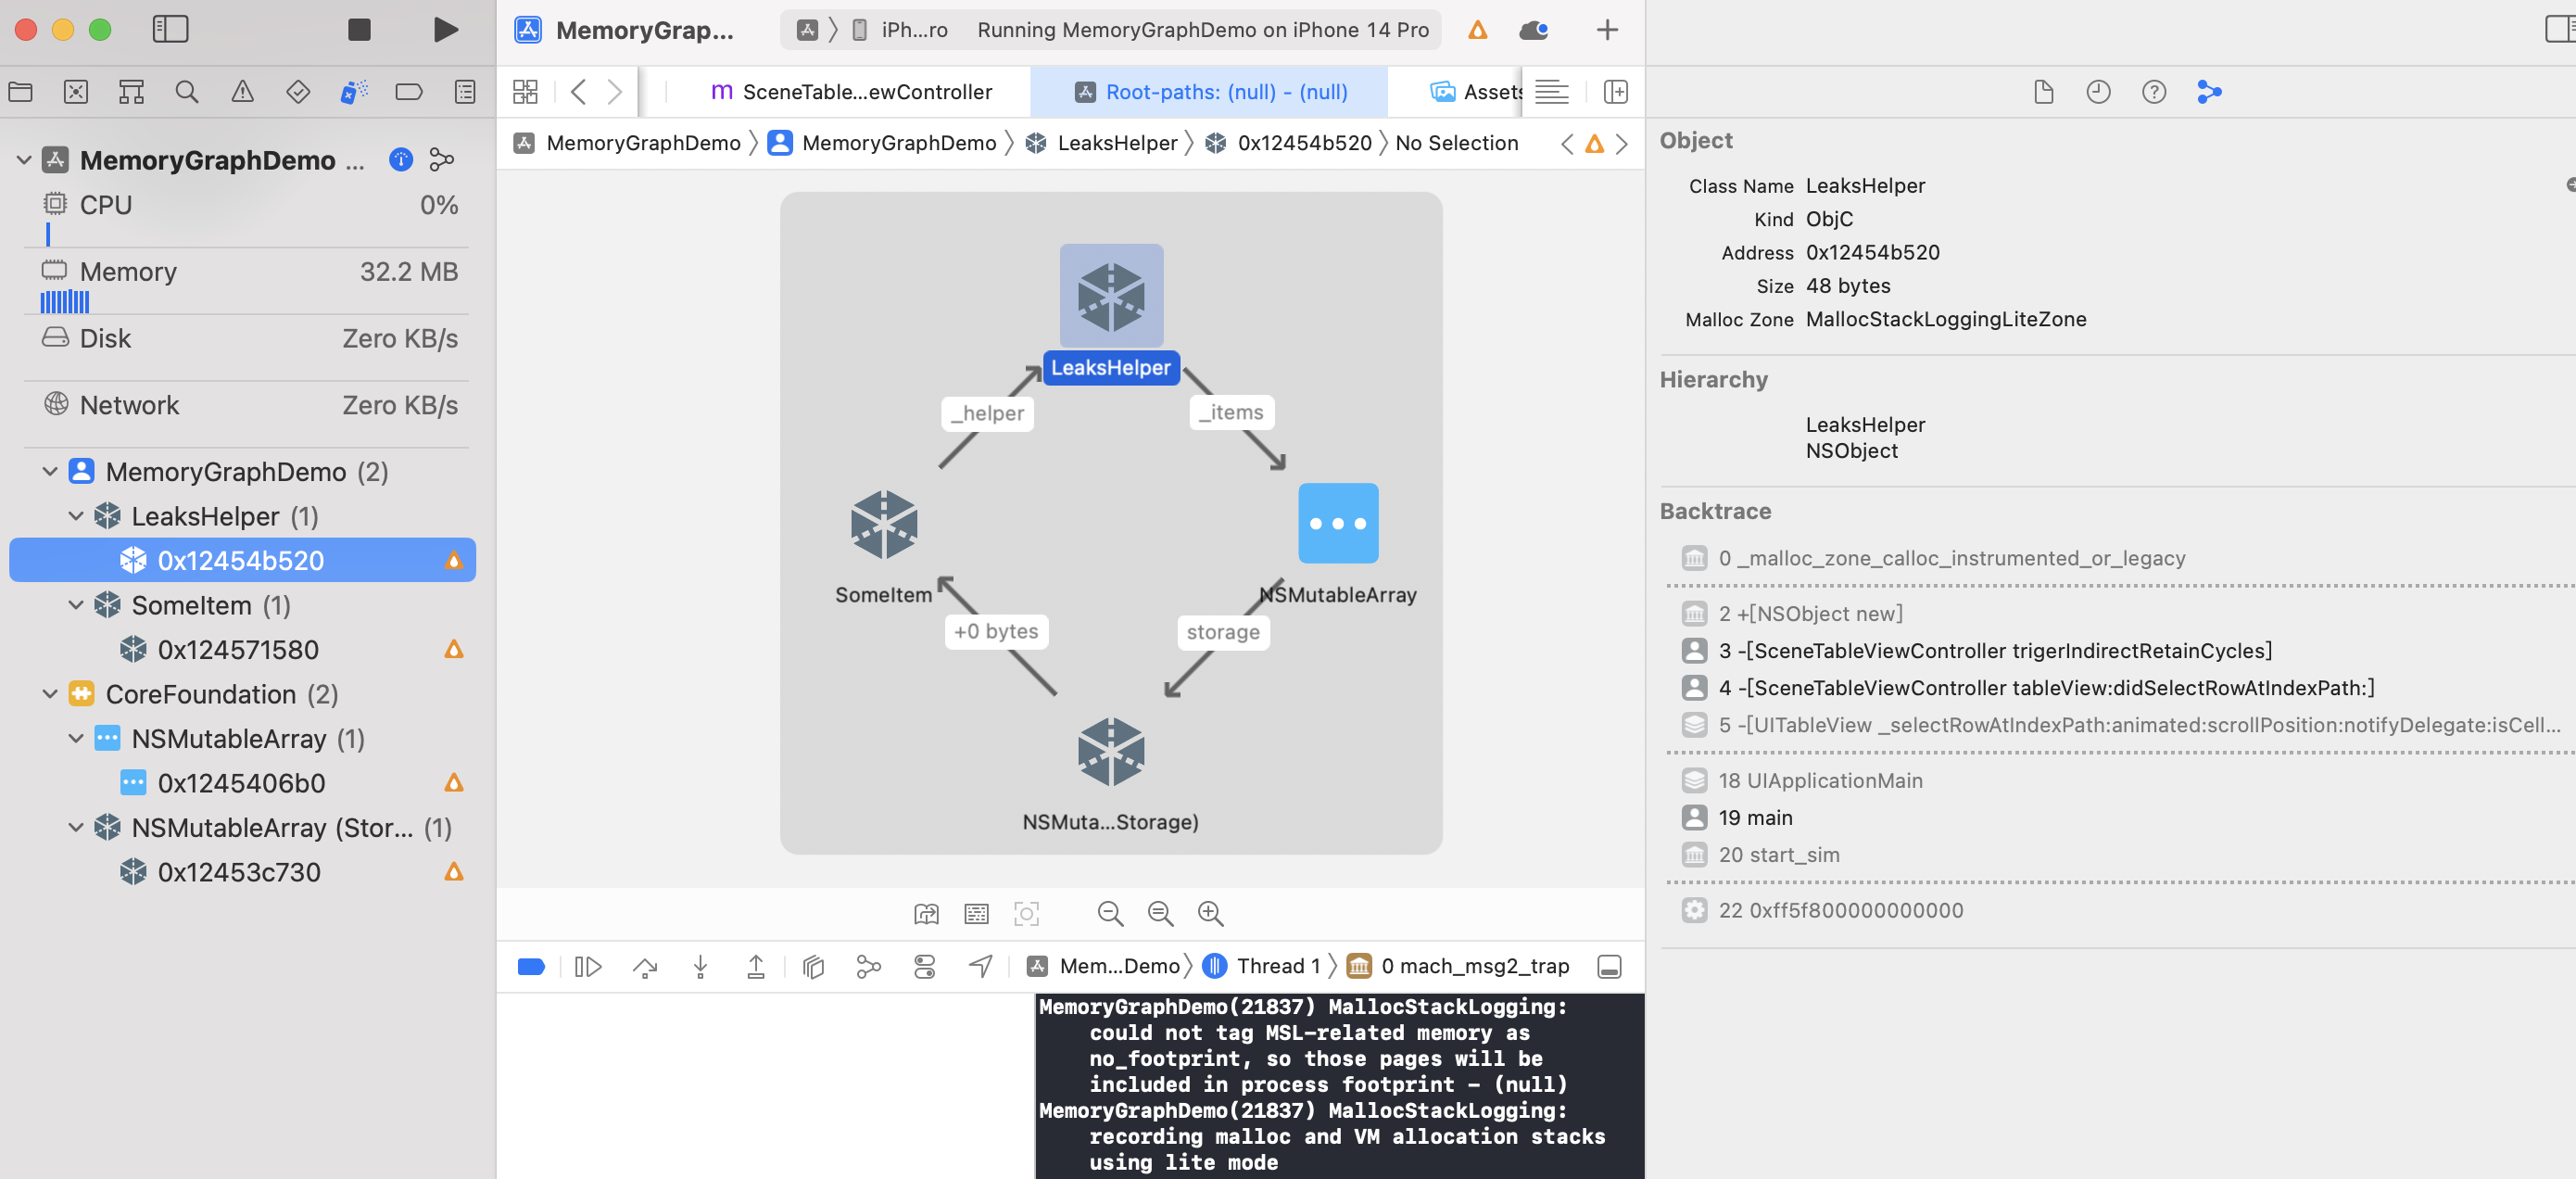 MemoryGrap...
iPh...ro
Running MemoryGraphDemo on iPhone 14 Pro
m SceneTable...ewController
Root-paths: (null) - (null)
Assets
MemoryGraphDemo
MemoryGraphDemo
LeaksHelper
0x12454b520
No Selection
MemoryGraphDemo ...
CPU 0%
Memory 32.2 MB
Disk Zero KB/s
Network Zero KB/s
MemoryGraphDemo (2)
LeaksHelper (1)
0x12454b520
SomeItem (1)
0x124571580
CoreFoundation (2)
NSMutableArray (1)
0x1245406b0
NSMutableArray (Stor... (1)
0x12453c730
LeaksHelper
_helper
_items
SomeItem
NSMutableArray
+0 bytes
storage
NSMuta...Storage)
Mem...Demo
Thread 1
0 mach_msg2_trap
MemoryGraphDemo(21837) MallocStackLogging:
could not tag MSL-related memory as
no_footprint, so those pages will be
included in process footprint - (null)
MemoryGraphDemo(21837) MallocStackLogging:
recording malloc and VM allocation stacks
using lite mode
Object
Class Name LeaksHelper
Kind ObjC
Address 0x12454b520
Size 48 bytes
Malloc Zone MallocStackLoggingLiteZone
Hierarchy
LeaksHelper
NSObject
Backtrace
0 _malloc_zone_calloc_instrumented_or_legacy
2 +[NSObject new]
3 -[SceneTableViewController trigerIndirectRetainCycles]
4 -[SceneTableViewController tableView:didSelectRowAtIndexPath:]
5 -[UITableView _selectRowAtIndexPath:animated:scrollPosition:notifyDelegate:isCell...
18 UIApplicationMain
19 main
20 start_sim
22 0xff5f800000000000